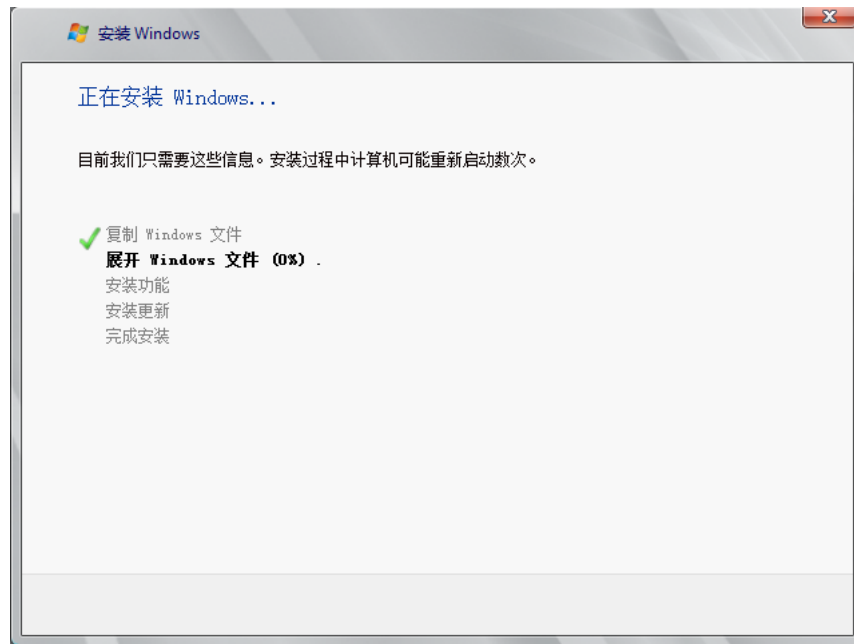 安装 Windows
正在安装 Windows...
目前我们只需要这些信息。安装过程中计算机可能重新启动数次。
复制 Windows 文件
展开 Windows 文件 (0%) .
安装功能
安装更新
完成安装